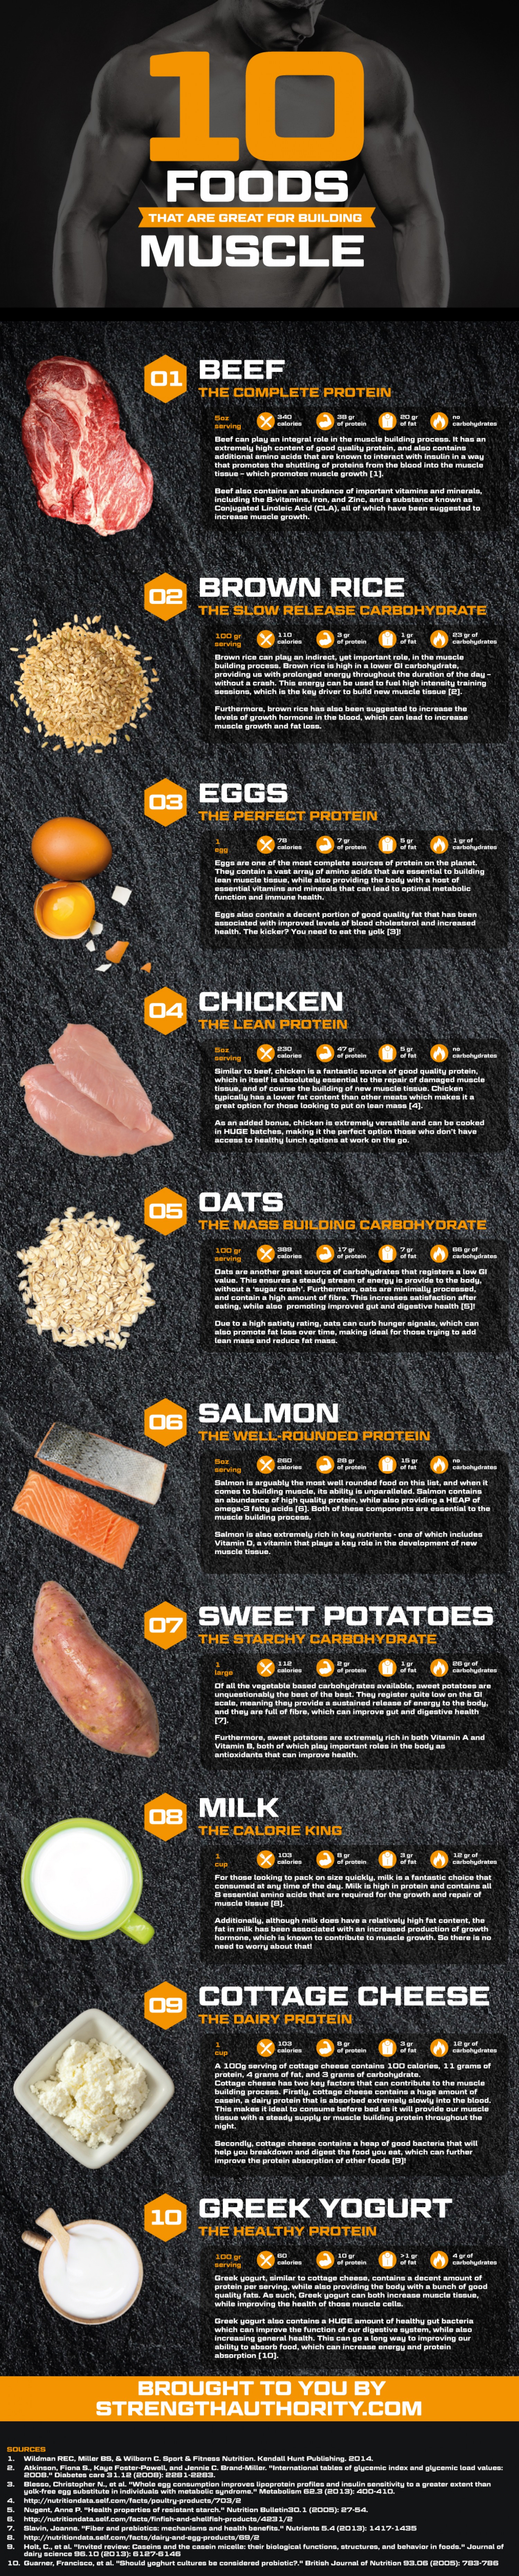 10
FOODS
THAT ARE GREAT FOR BUILDING
MUSCLE
01
BEEF
THE COMPLETE PROTEIN
5oz
serving
340
calories
38 gr
of protein
20 gr
of fat
no
carbohydrates
Beef can play an integral role in the muscle building process. It has an
extremely high content of good quality protein, and also contains
additional amino acids that are known to interact with insulin in a way
that promotes the shuttling of proteins from the blood into the muscle
tissue – which promotes muscle growth [1].
Beef also contains an abundance of important vitamins and minerals,
including the B-vitamins, Iron, and Zinc, and a substance known as
Conjugated Linoleic Acid (CLA), all of which have been suggested to
increase muscle growth.
02
BROWN RICE
THE SLOW RELEASE CARBOHYDRATE
100 gr
serving
110
calories
3 gr
of protein
1 gr
of fat
23 gr of
carbohydrates
Brown rice can play an indirect, yet important role, in the muscle
building process. Brown rice is high in a lower GI carbohydrate,
providing us with prolonged energy throughout the duration of the day –
without a crash. This energy can be used to fuel high intensity training
sessions, which is the key driver to build new muscle tissue [2].
Furthermore, brown rice has also been suggested to increase the
levels of growth hormone in the blood, which can lead to increase
muscle growth and fat loss.
03
EGGS
THE PERFECT PROTEIN
1
egg
78
calories
7 gr
of protein
5 gr
of fat
1 gr of
carbohydrates
Eggs are one of the most complete sources of protein on the planet.
They contain a vast array of amino acids that are essential to building
lean muscle tissue, while also providing the body with a host of
essential vitamins and minerals that can lead to optimal metabolic
function and immune health.
Eggs also contain a decent portion of good quality fat that has been
associated with improved levels of blood cholesterol and increased
health. The kicker? You need to eat the yolk [3]!
04
CHICKEN
THE LEAN PROTEIN
5oz
serving
230
calories
47 gr
of protein
5 gr
of fat
no
carbohydrates
Similar to beef, chicken is a fantastic source of good quality protein,
which in itself is absolutely essential to the repair of damaged muscle
tissue, and of course the building of new muscle tissue. Chicken
typically has a lower fat content than other meats which makes it a
great option for those looking to put on lean mass [4].
As an added bonus, chicken is extremely versatile and can be cooked
in HUGE batches, making it the perfect option those who don't have
access to healthy lunch options at work on the go.
05
OATS
THE MASS BUILDING CARBOHYDRATE
100 gr
serving
389
calories
17 gr
of protein
7 gr
of fat
66 gr of
carbohydrates
Oats are another great source of carbohydrates that registers a low GI
value. This ensures a steady stream of energy is provide to the body,
without a 'sugar crash'. Furthermore, oats are minimally processed,
and contain a high amount of fibre. This increases satisfaction after
eating, while also promoting improved gut and digestive health [5]!
Due to a high satiety rating, oats can curb hunger signals, which can
also promote fat loss over time, making ideal for those trying to add
lean mass and reduce fat mass.
06
SALMON
THE WELL-ROUNDED PROTEIN
5oz
serving
260
calories
28 gr
of protein
15 gr
of fat
no
carbohydrates
Salmon is arguably the most well rounded food on this list, and when it
comes to building muscle, its ability is unparalleled. Salmon contains
an abundance of high quality protein, while also providing a HEAP of
omega-3 fatty acids [6]. Both of these components are essential to the
muscle building process.
Salmon is also extremely rich in key nutrients - one of which includes
Vitamin D, a vitamin that plays a key role in the development of new
muscle tissue.
07
SWEET POTATOES
THE STARCHY CARBOHYDRATE
1
large
112
calories
2 gr
of protein
1 gr
of fat
26 gr of
carbohydrates
Of all the vegetable based carbohydrates available, sweet potatoes are
unquestionably the best of the best. They register quite low on the GI
scale, meaning they provide a sustained release of energy to the body,
and they are full of fibre, which can improve gut and digestive health
[7].
Furthermore, sweet potatoes are extremely rich in both Vitamin A and
Vitamin B, both of which play important roles in the body as
antioxidants that can improve health.
08
MILK
THE CALORIE KING
1
cup
103
calories
8 gr
of protein
3 gr
of fat
12 gr of
carbohydrates
For those looking to pack on size quickly, milk is a fantastic choice that
consumed at any time of the day. Milk is high in protein and contains all
8 essential amino acids that are required for the growth and repair of
muscle tissue [8].
Additionally, although milk does have a relatively high fat content, the
fat in milk has been associated with an increased production of growth
hormone, which is known to contribute to muscle growth. So there is no
need to worry about that!
09
COTTAGE CHEESE
THE DAIRY PROTEIN
1
cup
103
calories
8 gr
of protein
3 gr
of fat
12 gr of
carbohydrates
A 100g serving of cottage cheese contains 100 calories, 11 grams of
protein, 4 grams of fat, and 3 grams of carbohydrate.
Cottage cheese has two key factors that can contribute to the muscle
building process. Firstly, cottage cheese contains a huge amount of
casein, a dairy protein that is absorbed extremely slowly into the blood.
This makes it ideal to consume before bed as it will provide our muscle
tissue with a steady supply or muscle building protein throughout the
night.
Secondly, cottage cheese contains a heap of good bacteria that will
help you breakdown and digest the food you eat, which can further
improve the protein absorption of other foods [9]!
10
GREEK YOGURT
THE HEALTHY PROTEIN
100 gr
serving
60
calories
10 gr
of protein
>1 gr
of fat
4 gr of
carbohydrates
Greek yogurt, similar to cottage cheese, contains a decent amount of
protein per serving, while also providing the body with a bunch of good
quality fats. As such, Greek yogurt can both increase muscle tissue,
while improving the health of those muscle cells.
Greek yogurt also contains a HUGE amount of healthy gut bacteria
which can improve the function of our digestive system, while also
increasing general health. This can go a long way to improving our
ability to absorb food, which can increase energy and protein
absorption [10].
BROUGHT TO YOU BY
STRENGTHAUTHORITY.COM
SOURCES
1. Wildman REC, Miller BS, & Wilborn C. Sport & Fitness Nutrition. Kendall Hunt Publishing. 2014.
2. Atkinson, Fiona S., Kaye Foster-Powell, and Jennie C. Brand-Miller. "International tables of glycemic index and glycemic load values:
2008." Diabetes care 31.12 (2008): 2281-2283.
3. Blesso, Christopher N., et al. "Whole egg consumption improves lipoprotein profiles and insulin sensitivity to a greater extent than
yolk-free egg substitute in individuals with metabolic syndrome." Metabolism 62.3 (2013): 400-410.
4. http://nutritiondata.self.com/facts/poultry-products/703/2
5. Nugent, Anne P. "Health properties of resistant starch." Nutrition Bulletin30.1 (2005): 27-54.
6. http://nutritiondata.self.com/facts/finfish-and-shellfish-products/4231/2
7. Slavin, Joanne. "Fiber and prebiotics: mechanisms and health benefits." Nutrients 5.4 (2013): 1417-1435
8. http://nutritiondata.self.com/facts/dairy-and-egg-products/69/2
9. Holt, C., et al. "Invited review: Caseins and the casein micelle: their biological functions, structures, and behavior in foods." Journal of
dairy science 96.10 (2013): 6127-6146
10. Guarner, Francisco, et al. "Should yoghurt cultures be considered probiotic?." British Journal of Nutrition 93.06 (2005): 783-786